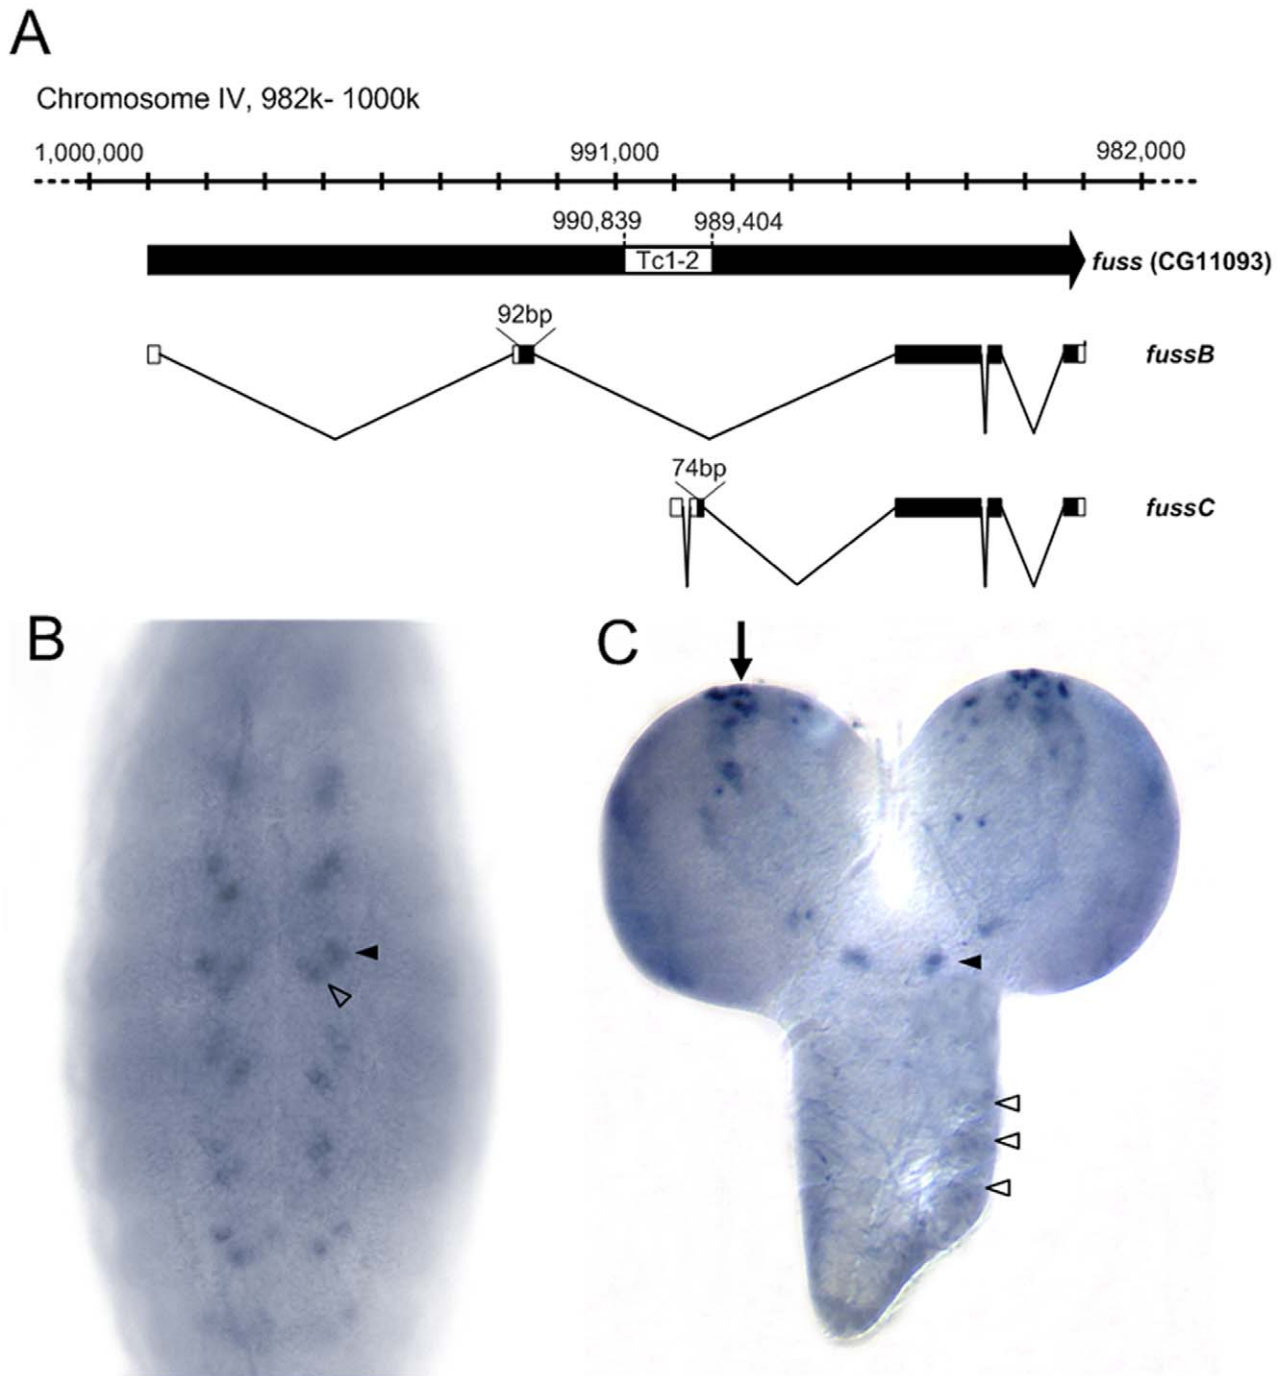 A
Chromosome IV, 982k- 1000k
1,000,000 991,000 982,000
990,839 989,404
Tc1-2 fuss (CG11093)
92bp
fussB
74bp
fussC
B C